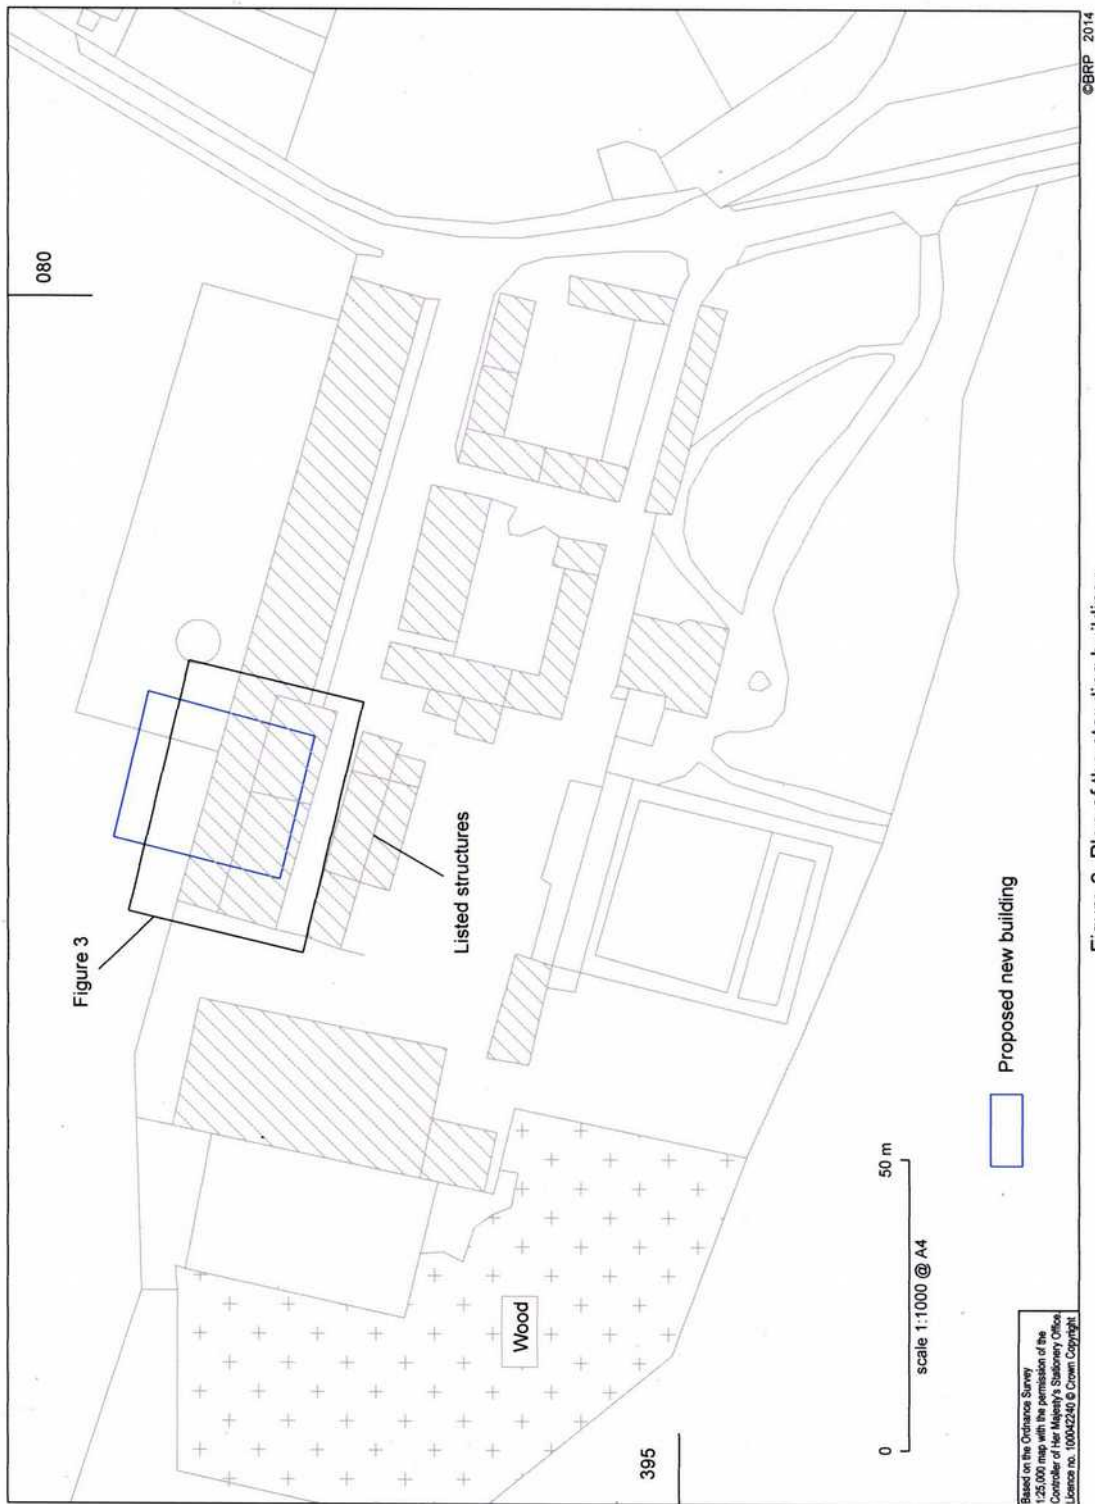 ©BRP 2014
080
Figure 3
Listed structures
Wood
395
0 50 m
scale 1:1000 @ A4
Proposed new building
Based on the Ordnance Survey
1:25,000 map with the permission of the
Controller of Her Majesty's Stationery Office.
Licence no. 100042240 © Crown Copyright